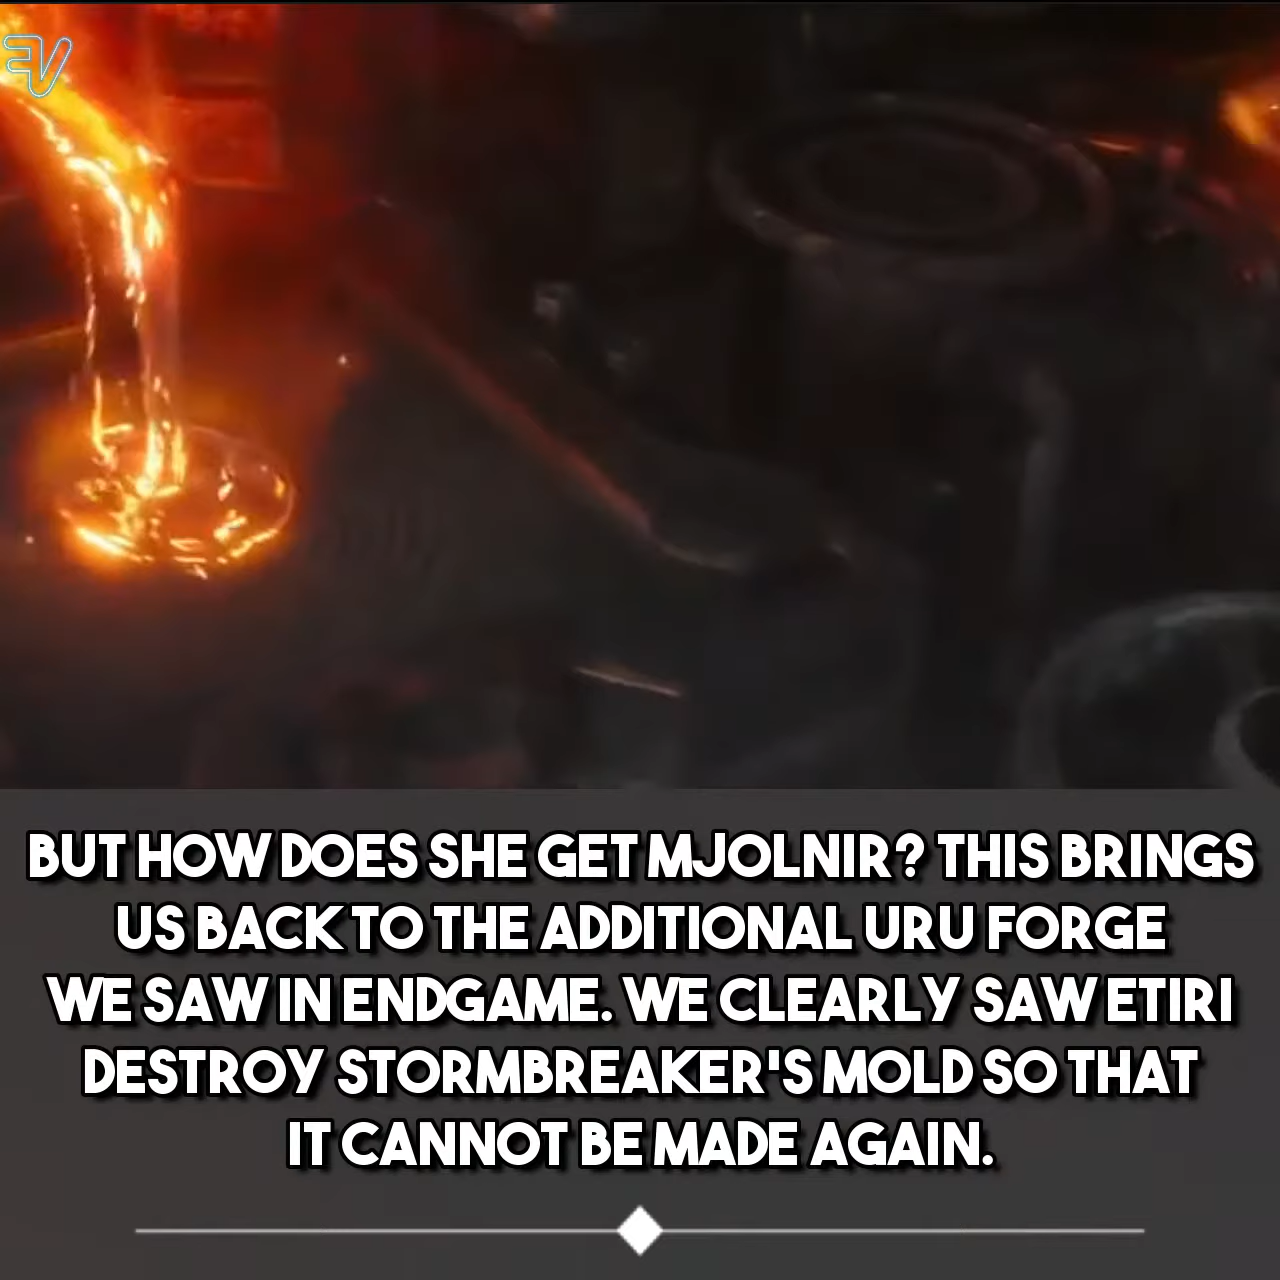 BUT HOW DOES SHE GET MJOLNIR? THIS BRINGS
US BACK TO THE ADDITIONAL URU FORGE
WE SAW IN ENDGAME. WE CLEARLY SAW ETIRI
DESTROY STORMBREAKER'S MOLD SO THAT
IT CANNOT BE MADE AGAIN.